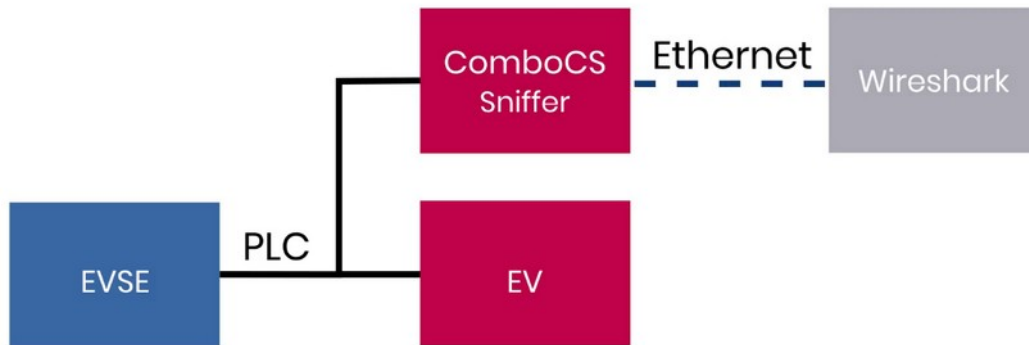 ComboCS
Sniffer
Ethernet
Wireshark
PLC
EVSE
EV